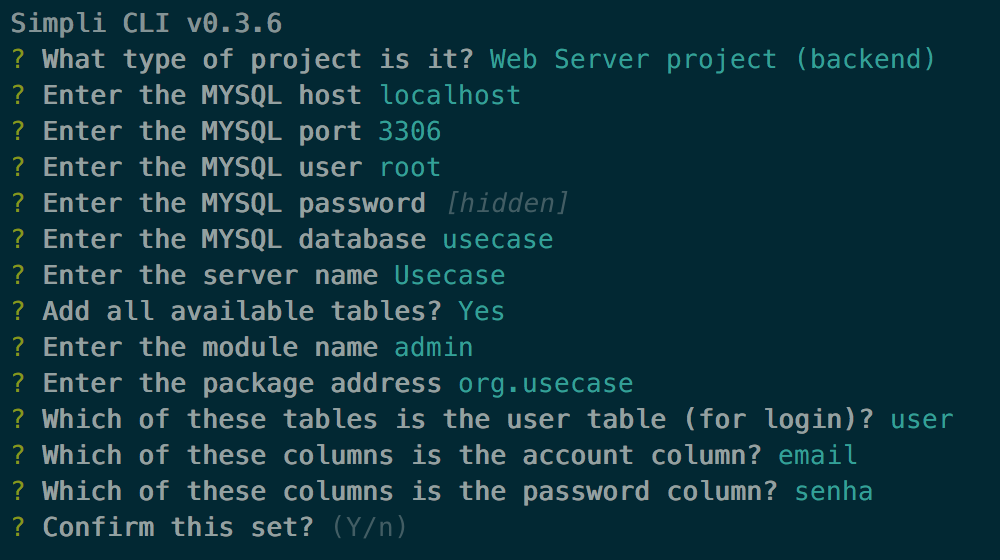 Simpli CLI v0.3.6
? What type of project is it? Web Server project (backend)
? Enter the MYSQL host localhost
? Enter the MYSQL port 3306
? Enter the MYSQL user root
? Enter the MYSQL password [hidden]
? Enter the MYSQL database usecase
? Enter the server name Usecase
? Add all available tables? Yes
? Enter the module name admin
? Enter the package address org.usecase
? Which of these tables is the user table (for login)? user
? Which of these columns is the account column? email
? Which of these columns is the password column? senha
? Confirm this set? (Y/n)